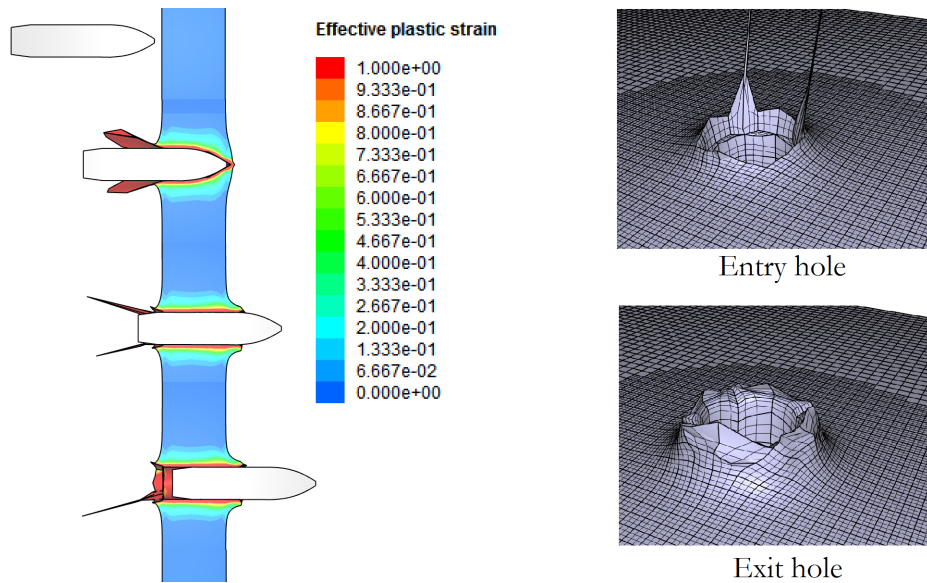 Effective plastic strain
1.000e+00
9.333e-01
8.667e-01
8.000e-01
7.333e-01
6.667e-01
6.000e-01
5.333e-01
4.667e-01
4.000e-01
3.333e-01
2.667e-01
2.000e-01
1.333e-01
6.667e-02
0.000e+00
Entry hole
Exit hole